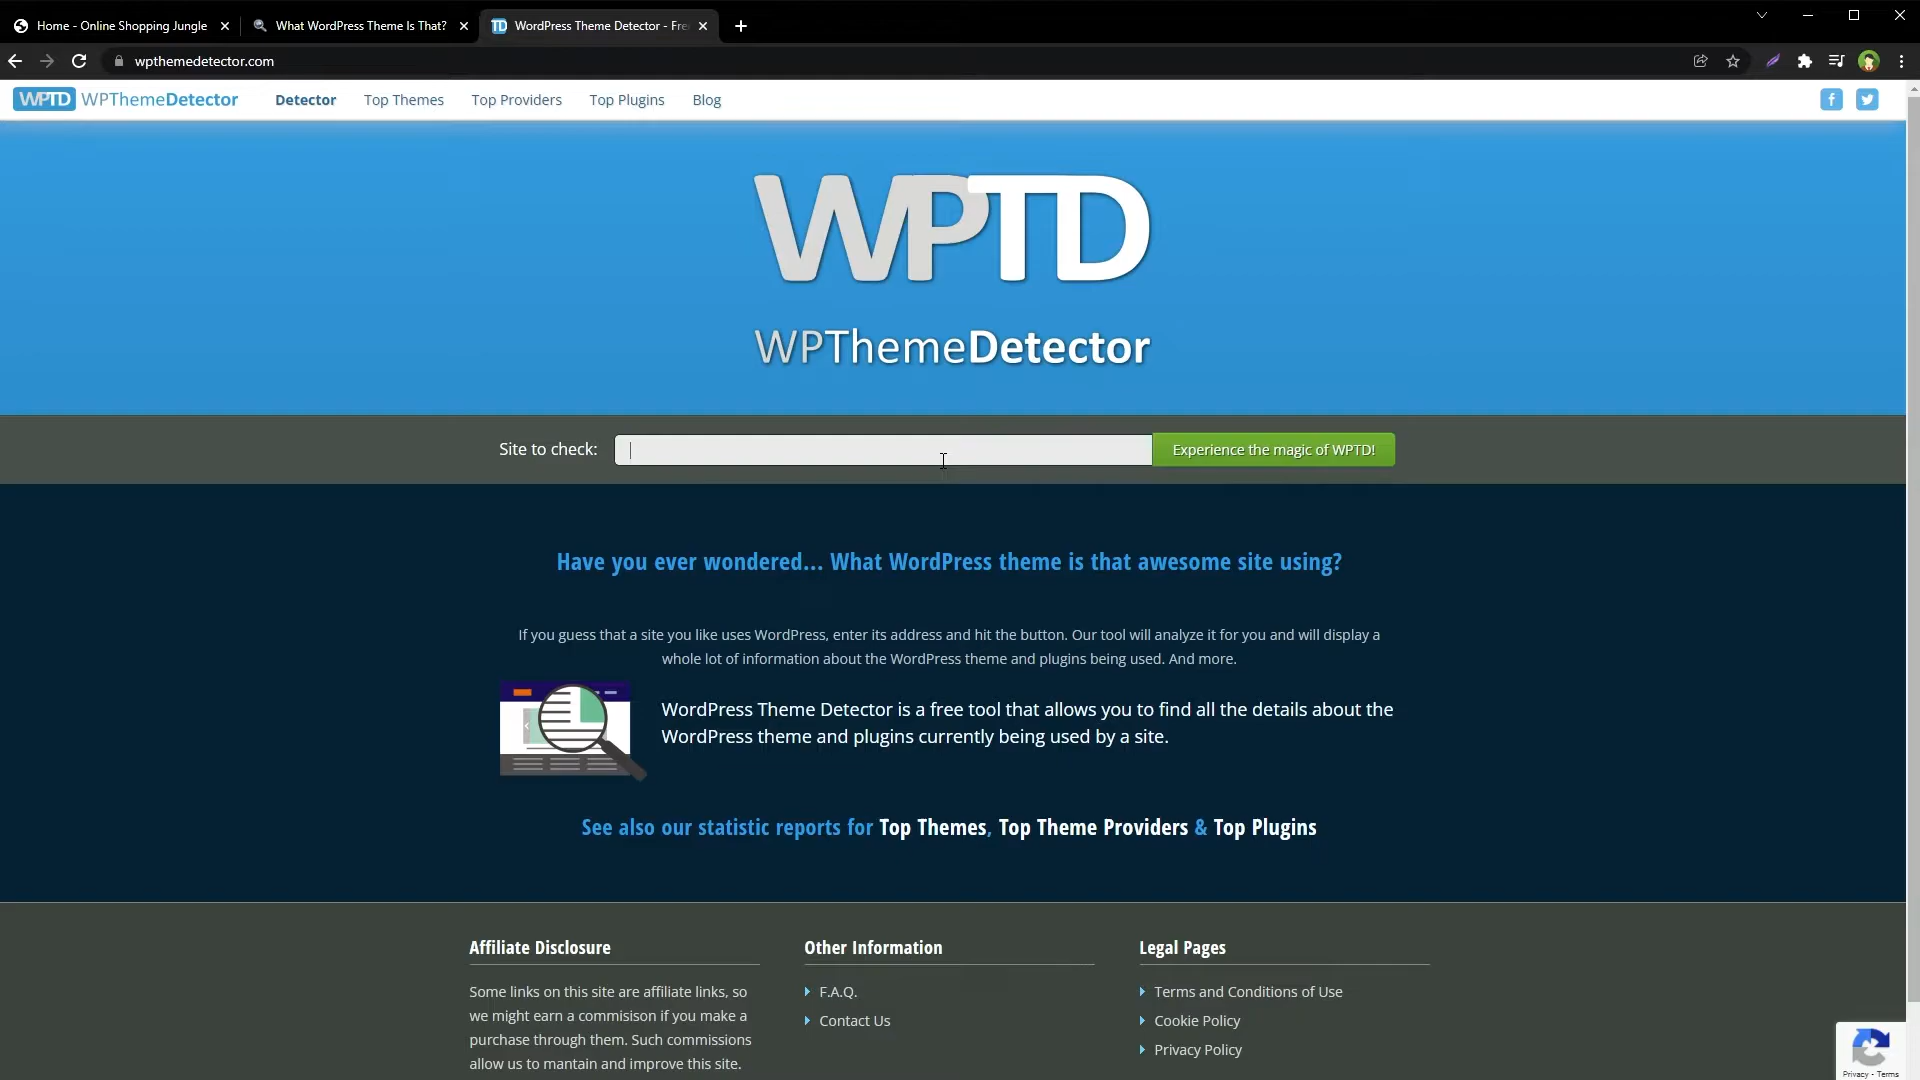 Home - Online Shopping Jungle
What WordPress Theme Is That?
TD WordPress Theme Detector - Fre
wpthemedetector.com
WPTD WPThemeDetector Detector Top Themes Top Providers Top Plugins Blog
WPTD
WPThemeDetector
Site to check: Experience the magic of WPTD!
Have you ever wondered... What WordPress theme is that awesome site using?
If you guess that a site you like uses WordPress, enter its address and hit the button. Our tool will analyze it for you and will display a
whole lot of information about the WordPress theme and plugins being used. And more.
WordPress Theme Detector is a free tool that allows you to find all the details about the
WordPress theme and plugins currently being used by a site.
See also our statistic reports for Top Themes, Top Theme Providers & Top Plugins
Affiliate Disclosure
Some links on this site are affiliate links, so
we might earn a commisison if you make a
purchase through them. Such commissions
allow us to mantain and improve this site.
Other Information
F.A.Q.
Contact Us
Legal Pages
Terms and Conditions of Use
Cookie Policy
Privacy Policy
Privacy - Terms